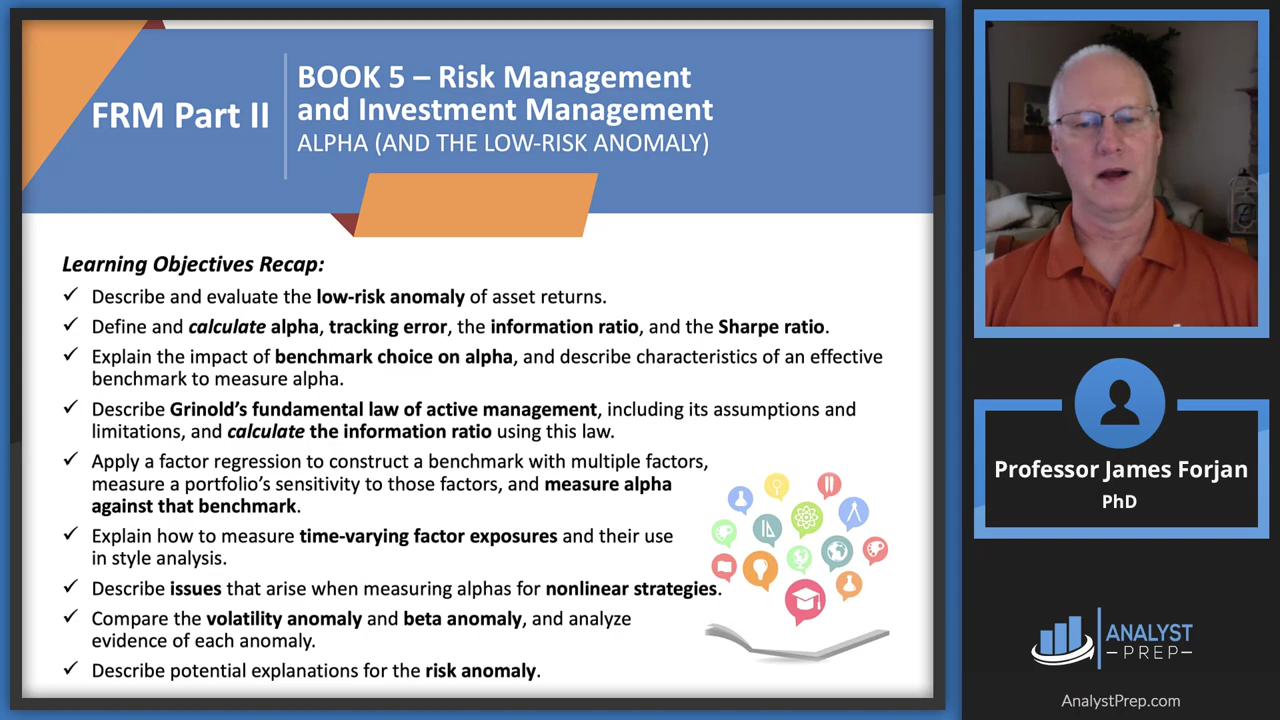 FRM Part II
BOOK 5 – Risk Management
and Investment Management
ALPHA (AND THE LOW-RISK ANOMALY)
Learning Objectives Recap:
✓ Describe and evaluate the low-risk anomaly of asset returns.
✓ Define and calculate alpha, tracking error, the information ratio, and the Sharpe ratio.
✓ Explain the impact of benchmark choice on alpha, and describe characteristics of an effective
benchmark to measure alpha.
✓ Describe Grinold’s fundamental law of active management, including its assumptions and
limitations, and calculate the information ratio using this law.
✓ Apply a factor regression to construct a benchmark with multiple factors,
measure a portfolio’s sensitivity to those factors, and measure alpha
against that benchmark.
✓ Explain how to measure time-varying factor exposures and their use
in style analysis.
✓ Describe issues that arise when measuring alphas for nonlinear strategies.
✓ Compare the volatility anomaly and beta anomaly, and analyze
evidence of each anomaly.
✓ Describe potential explanations for the risk anomaly.
Professor James Forjan
PhD
ANALYST
PREP
AnalystPrep.com